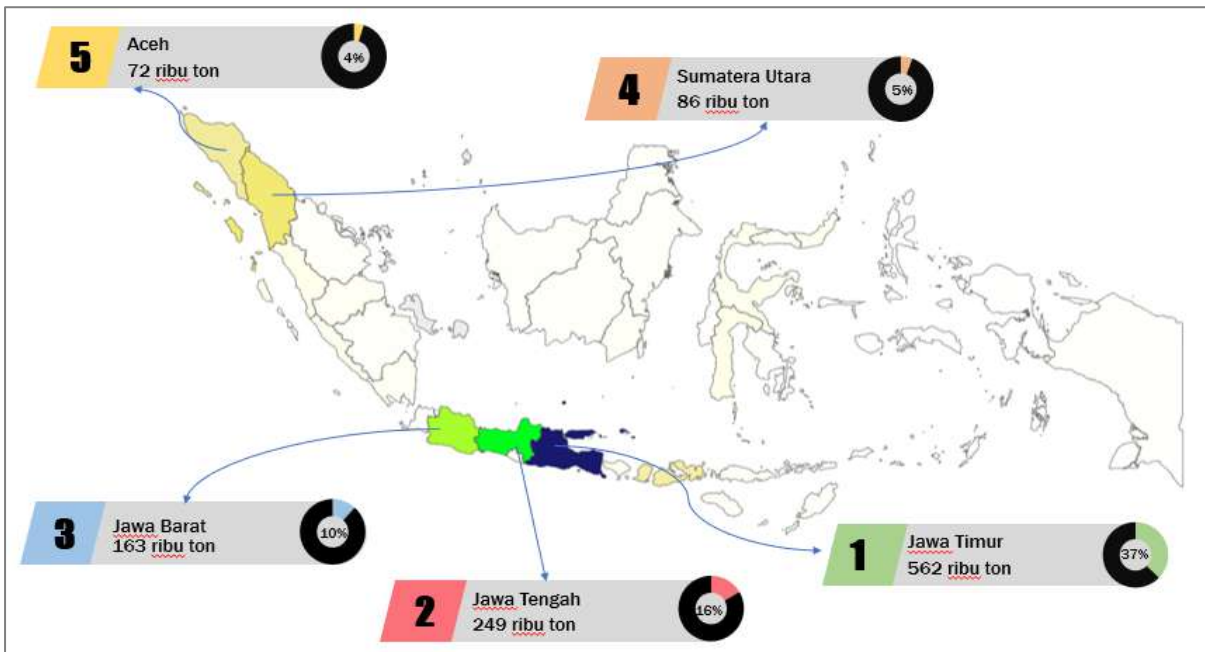 5
Aceh
72 ribu ton
4%
4
Sumatera Utara
86 ribu ton
5%
3
Jawa Barat
163 ribu ton
10%
1
Jawa Timur
562 ribu ton
37%
2
Jawa Tengah
249 ribu ton
16%